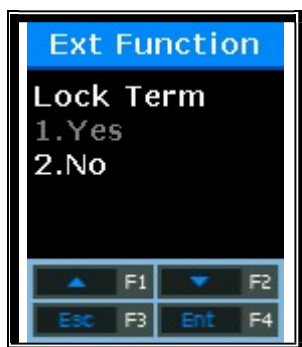 Ext Function
Lock Term
1.Yes
2.No
▲ F1 ▼ F2
Esc F3 Ent F4